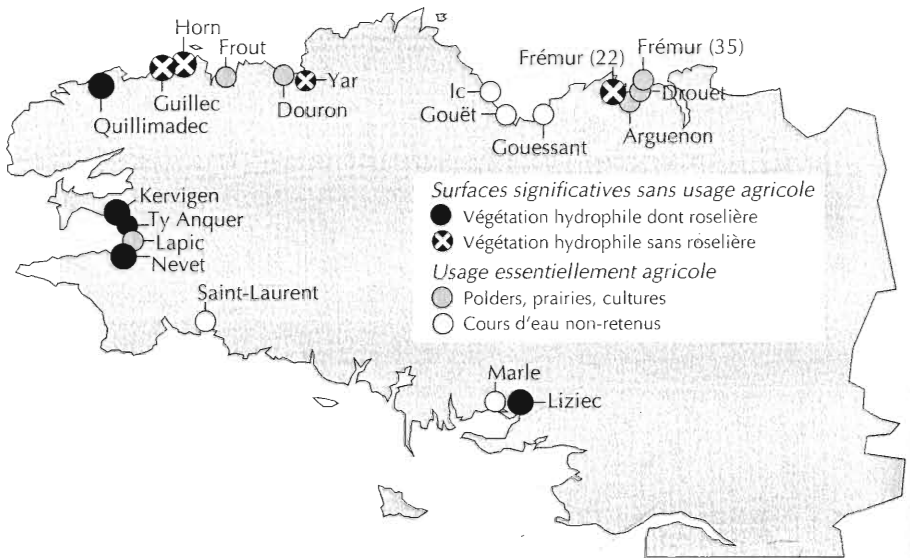 Horn
Frout
Guillec
Quillimadec
Douron
Yar
Ic
Gouët
Gouessant
Frémur (22)
Frémur (35)
Drouet
Arguenon
Kervigen
Ty Anquer
Lapic
Nevet
Saint-Laurent
Marle
Liziec
Surfaces significatives sans usage agricole
Végétation hydrophile dont roselière
Végétation hydrophile sans roselière
Usage essentiellement agricole
Polders, prairies, cultures
Cours d'eau non-retenus